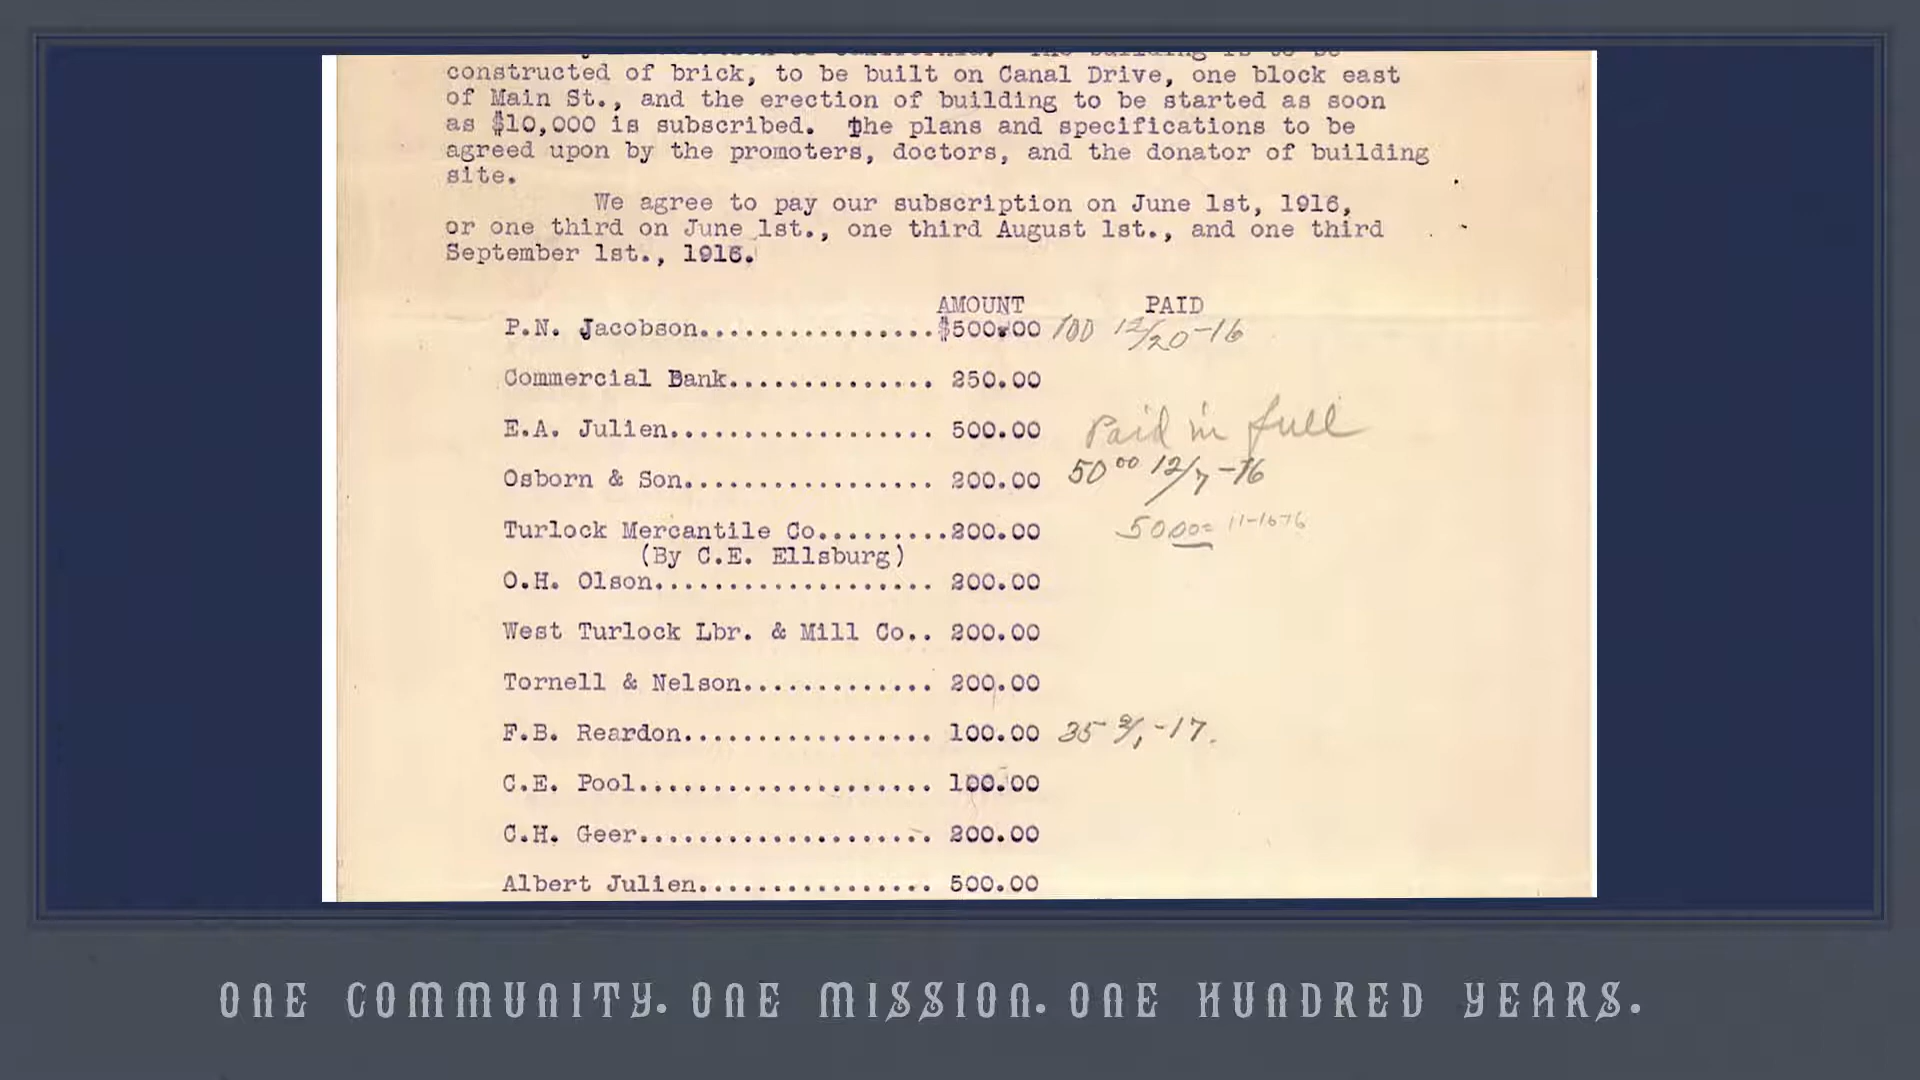 constructed of brick, to be built on Canal Drive, one block east
of Main St., and the erection of building to be started as soon
as $10,000 is subscribed. The plans and specifications to be
agreed upon by the promoters, doctors, and the donator of building
site.
We agree to pay our subscription on June 1st, 1916,
or one third on June 1st., one third August 1st., and one third
September 1st., 1916.
AMOUNT PAID
P.N. Jacobson................$500.00 100 12/20-16
Commercial Bank.............. 250.00
E.A. Julien.................. 500.00 Paid in full
Osborn & Son................. 200.00 50 00 12/7-16
Turlock Mercantile Co.........200.00 50 00 11-16-16
(By C.E. Ellsburg)
O.H. Olson................... 200.00
West Turlock Lbr. & Mill Co.. 200.00
Tornell & Nelson............. 200.00
F.B. Reardon................. 100.00 35 2/1-17.
C.E. Pool.................... 100.00
C.H. Geer.................... 200.00
Albert Julien................ 500.00
ONE COMMUNITY. ONE MISSION. ONE HUNDRED YEARS.